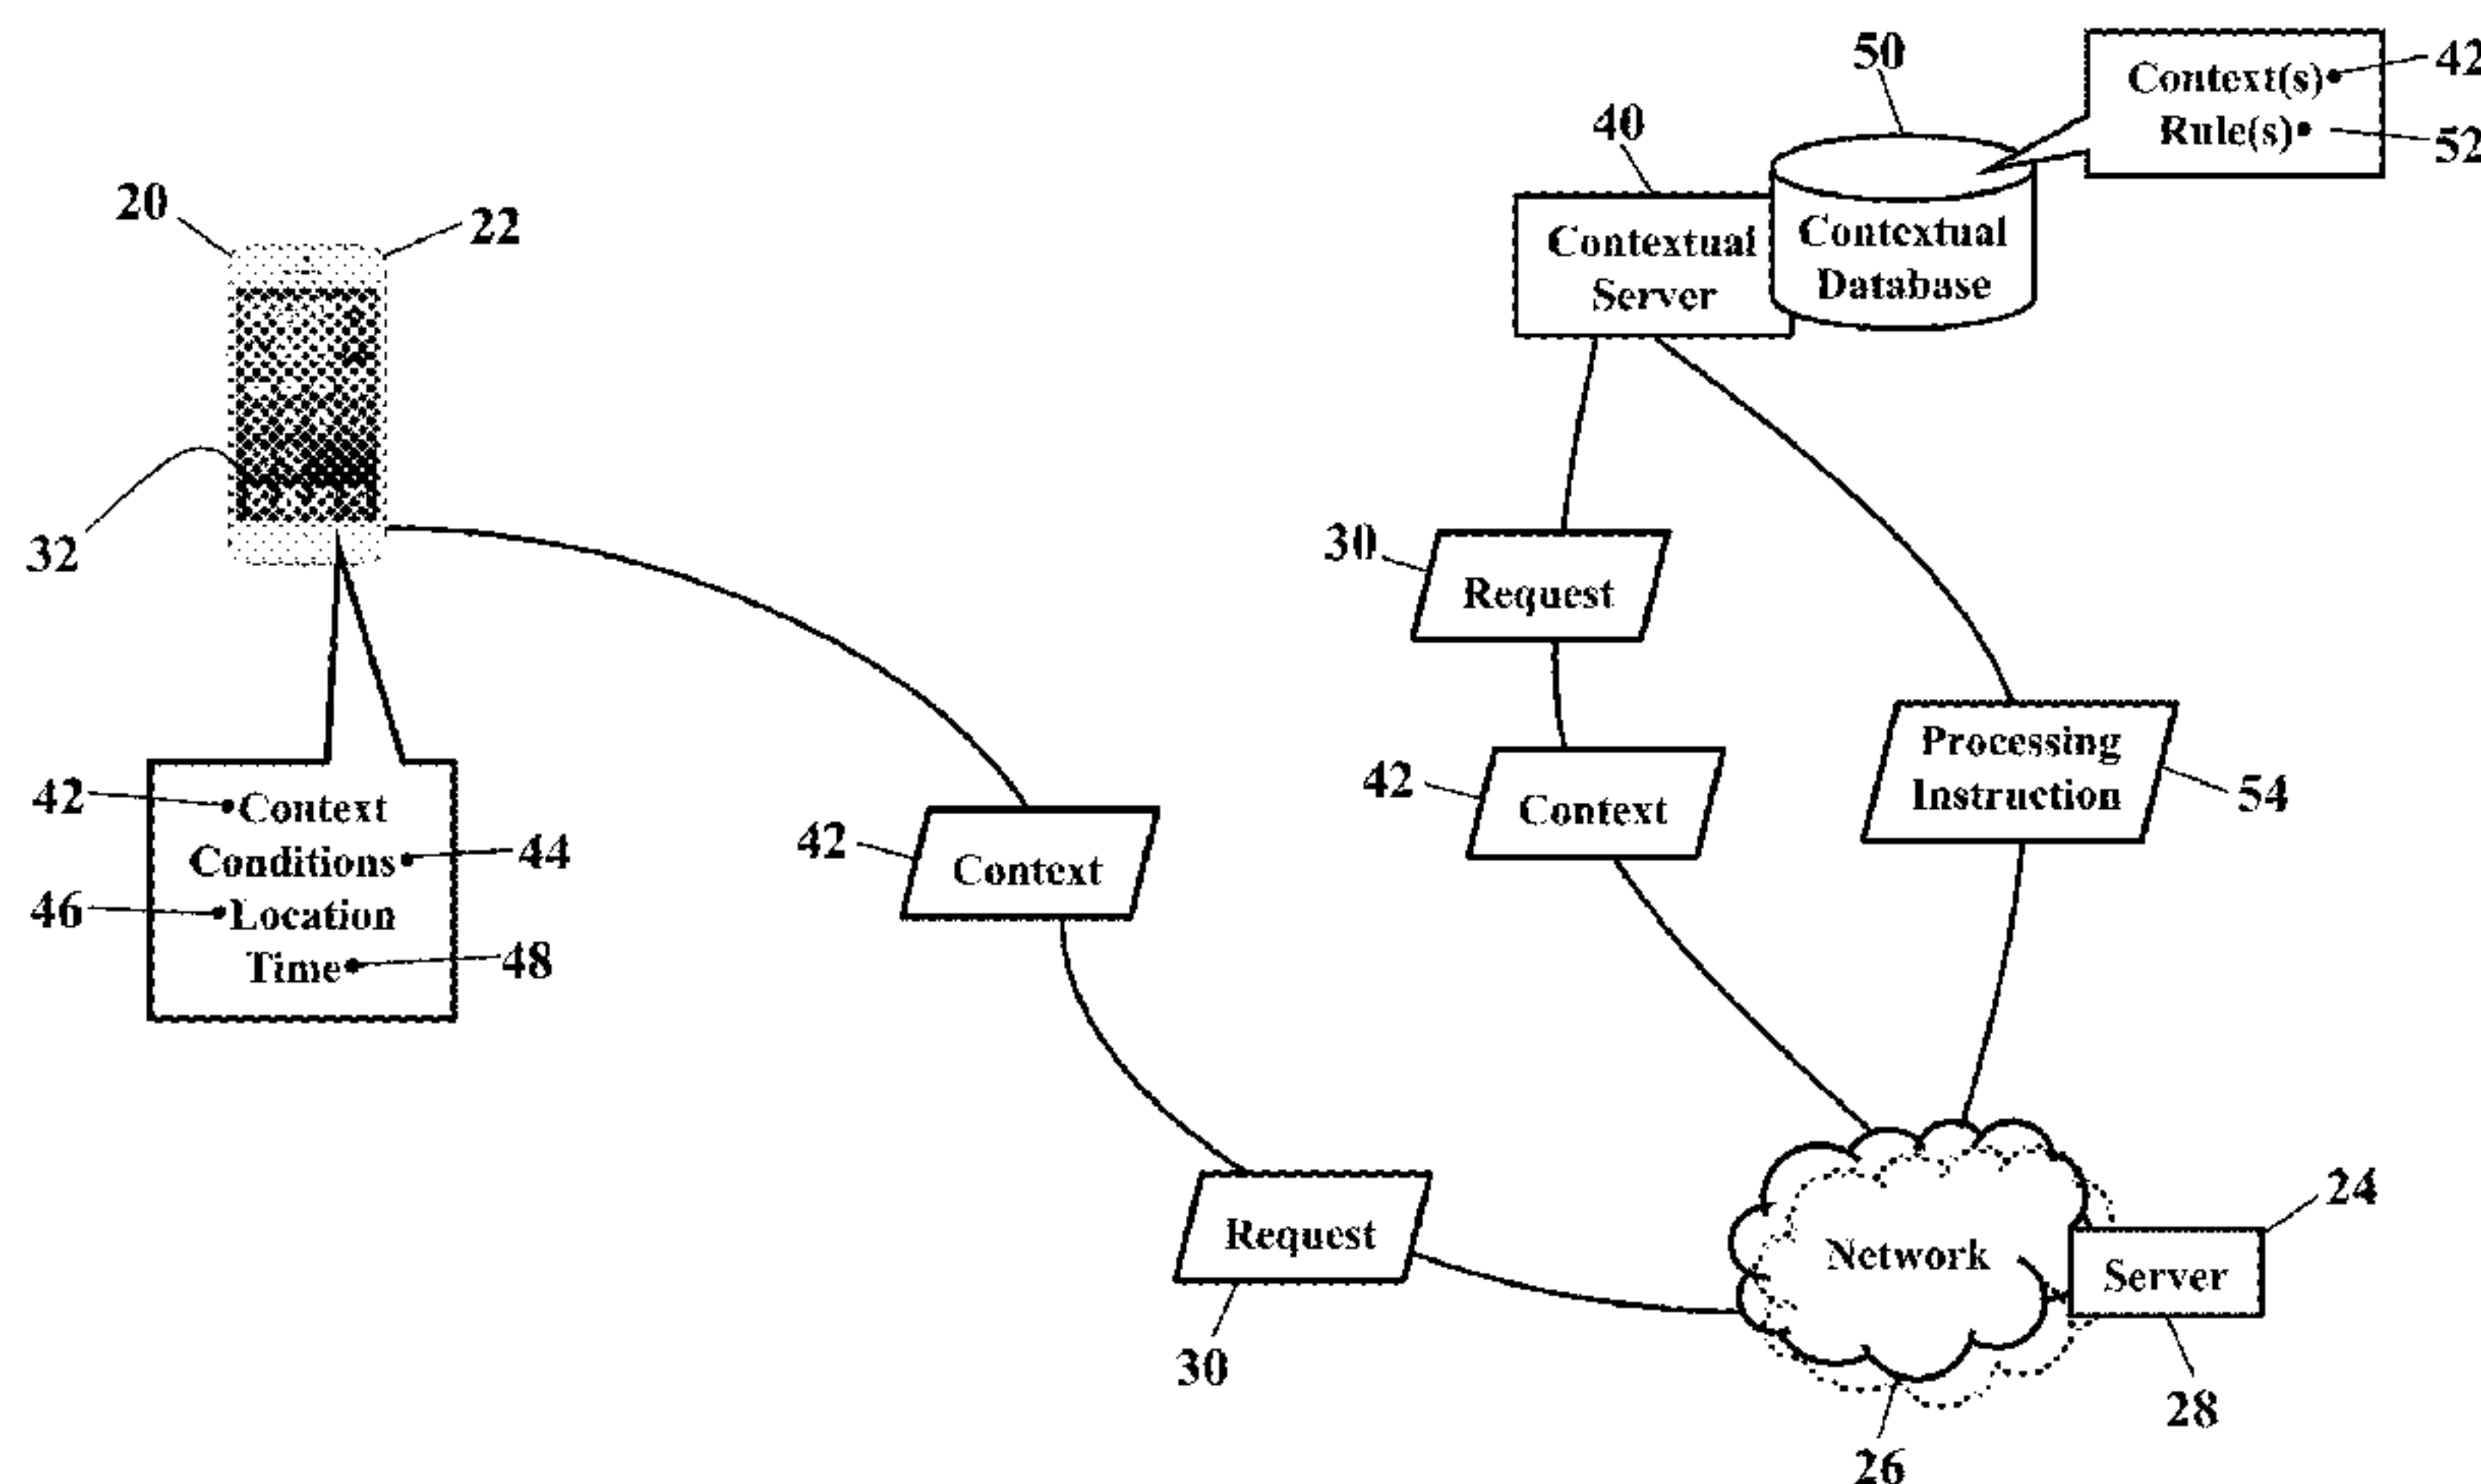 50
Context(s)
42
Rule(s)
52
40
Contextual
Server
Contextual
Database
20
22
32
30
Request
42
Context
Processing
Instruction
54
42
Context
Conditions
44
46
Location
Time
48
42
Context
Request
30
Network
Server
24
28
26